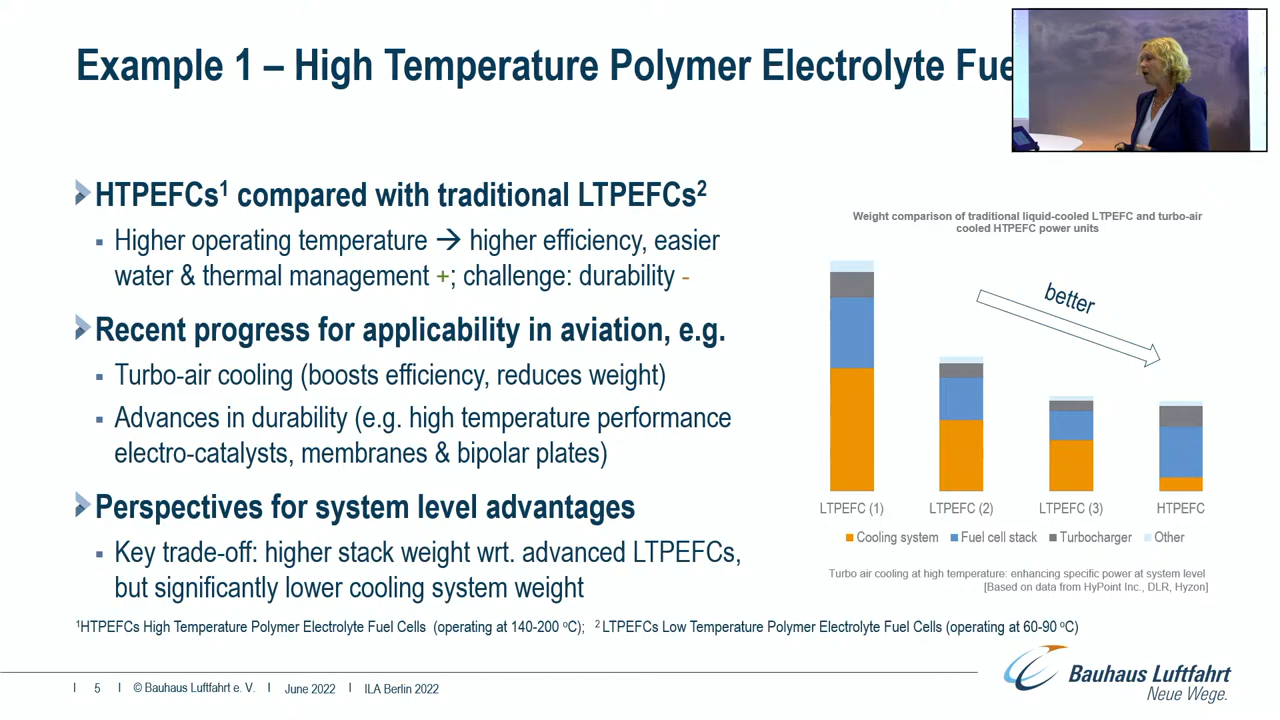 Example 1 – High Temperature Polymer Electrolyte Fue
HTPEFCs¹ compared with traditional LTPEFCs²
Higher operating temperature → higher efficiency, easier
water & thermal management +; challenge: durability -
Recent progress for applicability in aviation, e.g.
Turbo-air cooling (boosts efficiency, reduces weight)
Advances in durability (e.g. high temperature performance
electro-catalysts, membranes & bipolar plates)
Perspectives for system level advantages
Key trade-off: higher stack weight wrt. advanced LTPEFCs,
but significantly lower cooling system weight
Weight comparison of traditional liquid-cooled LTPEFC and turbo-air
cooled HTPEFC power units
better
LTPEFC (1) LTPEFC (2) LTPEFC (3) HTPEFC
Cooling system Fuel cell stack Turbocharger Other
Turbo air cooling at high temperature: enhancing specific power at system level
[Based on data from HyPoint Inc., DLR, Hyzon]
¹HTPEFCs High Temperature Polymer Electrolyte Fuel Cells (operating at 140-200 ºC); ² LTPEFCs Low Temperature Polymer Electrolyte Fuel Cells (operating at 60-90 ºC)
5 © Bauhaus Luftfahrt e. V. June 2022 ILA Berlin 2022
Bauhaus Luftfahrt
Neue Wege.